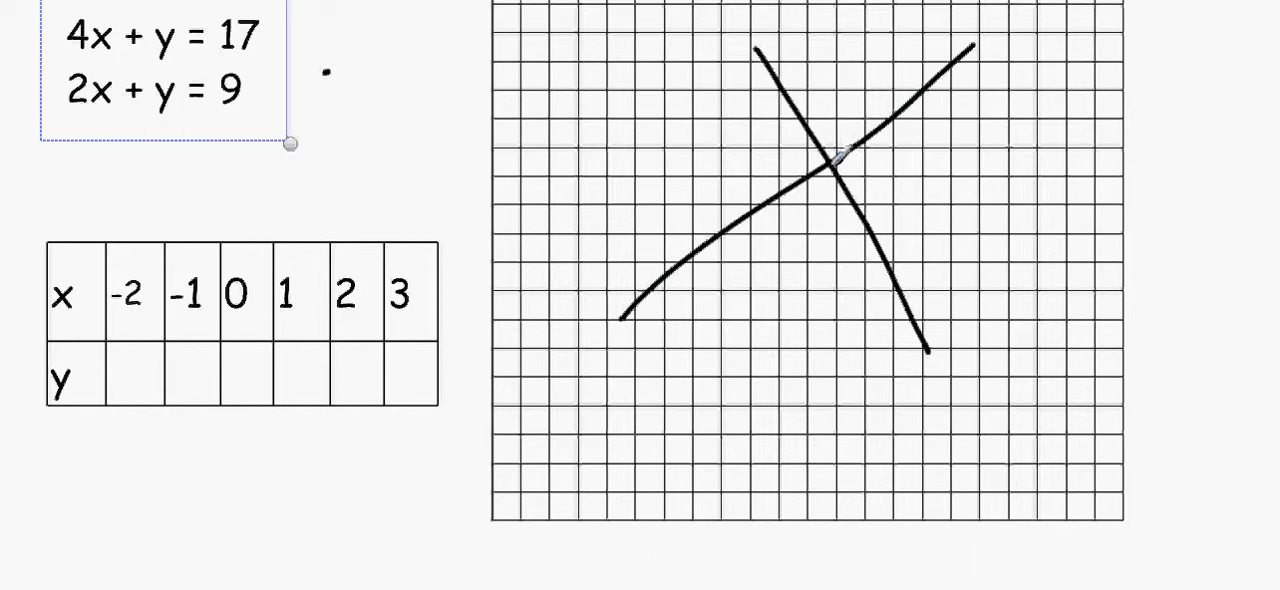 4x + y = 17
2x + y = 9
x -2 -1 0 1 2 3
y